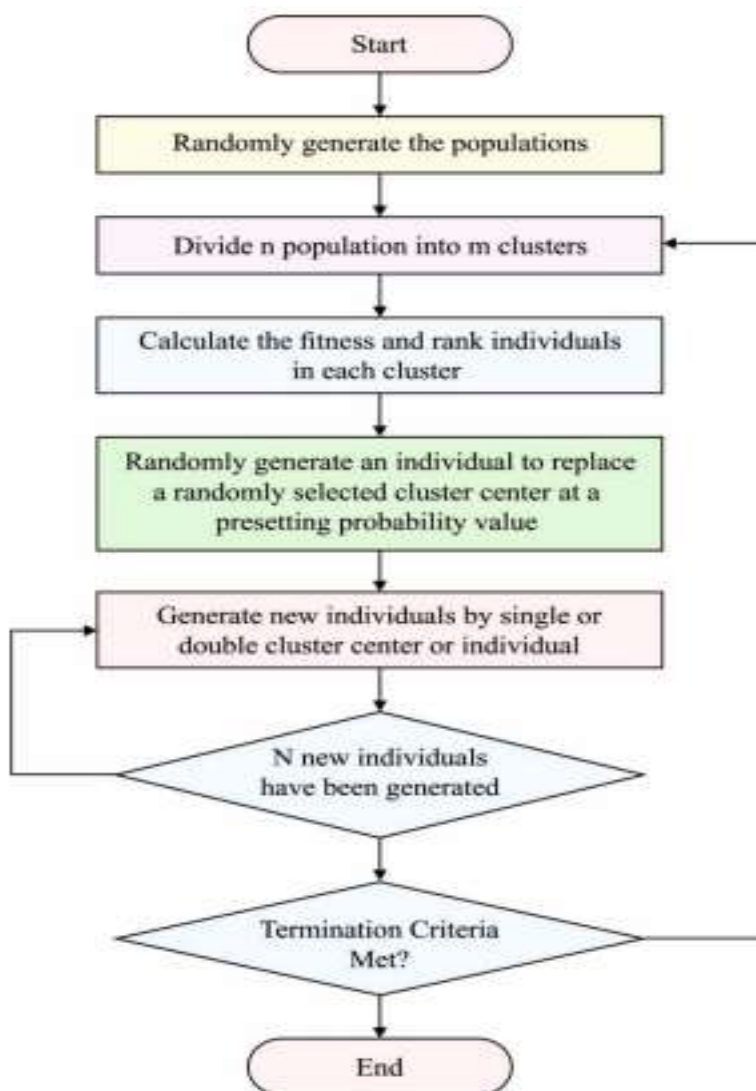 Start
Randomly generate the populations
Divide n population into m clusters
Calculate the fitness and rank individuals
in each cluster
Randomly generate an individual to replace
a randomly selected cluster center at a
presetting probability value
Generate new individuals by single or
double cluster center or individual
N new individuals
have been generated
Termination Criteria
Met?
End